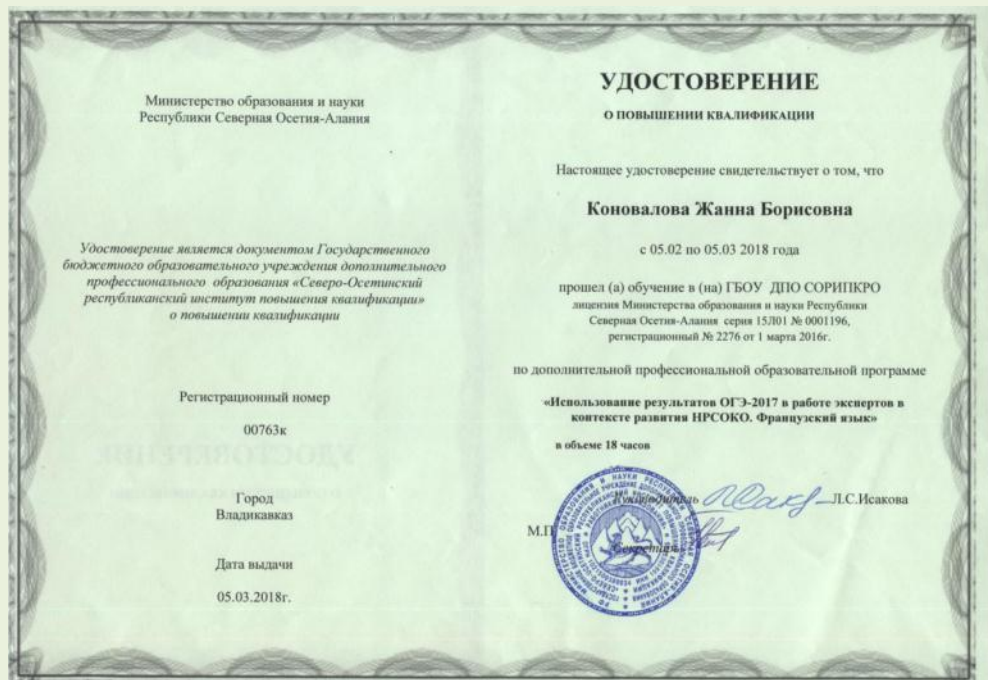 Министерство образования и науки
Республики Северная Осетия-Алания
Удостоверение является документом Государственного
бюджетного образовательного учреждения дополнительного
профессионального образования «Северо-Осетинский
республиканский институт повышения квалификации»
о повышении квалификации
Регистрационный номер
00763к
Город
Владикавказ
Дата выдачи
05.03.2018г.
УДОСТОВЕРЕНИЕ
О ПОВЫШЕНИИ КВАЛИФИКАЦИИ
Настоящее удостоверение свидетельствует о том, что
Коновалова Жанна Борисовна
с 05.02 по 05.03 2018 года
прошел (а) обучение в (на) ГБОУ ДПО СОРИПКРО
лицензия Министерства образования и науки Республики
Северная Осетия-Алания серия 15Л01 № 0001196,
регистрационный № 2276 от 1 марта 2016г.
по дополнительной профессиональной образовательной программе
«Использование результатов ОГЭ-2017 в работе экспертов в
контексте развития НРСОКО. Французский язык»
в объеме 18 часов
Руководитель Л.С.Исакова
М.П.
Секретарь